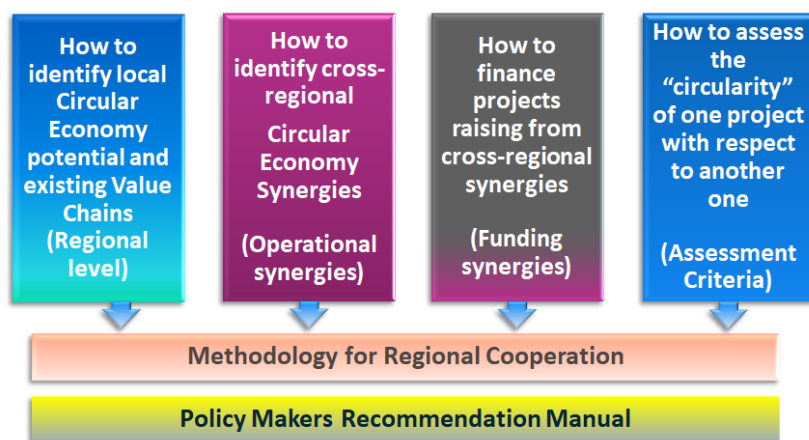 How to
identify local
Circular
Economy
potential and
existing Value
Chains
(Regional
level)
How to
identify cross-
regional
Circular
Economy
Synergies
(Operational
synergies)
How to
finance
projects
raising from
cross-regional
synergies
(Funding
synergies)
How to assess
the
“circularity”
of one project
with respect
to another
one
(Assessment
Criteria)
Methodology for Regional Cooperation
Policy Makers Recommendation Manual